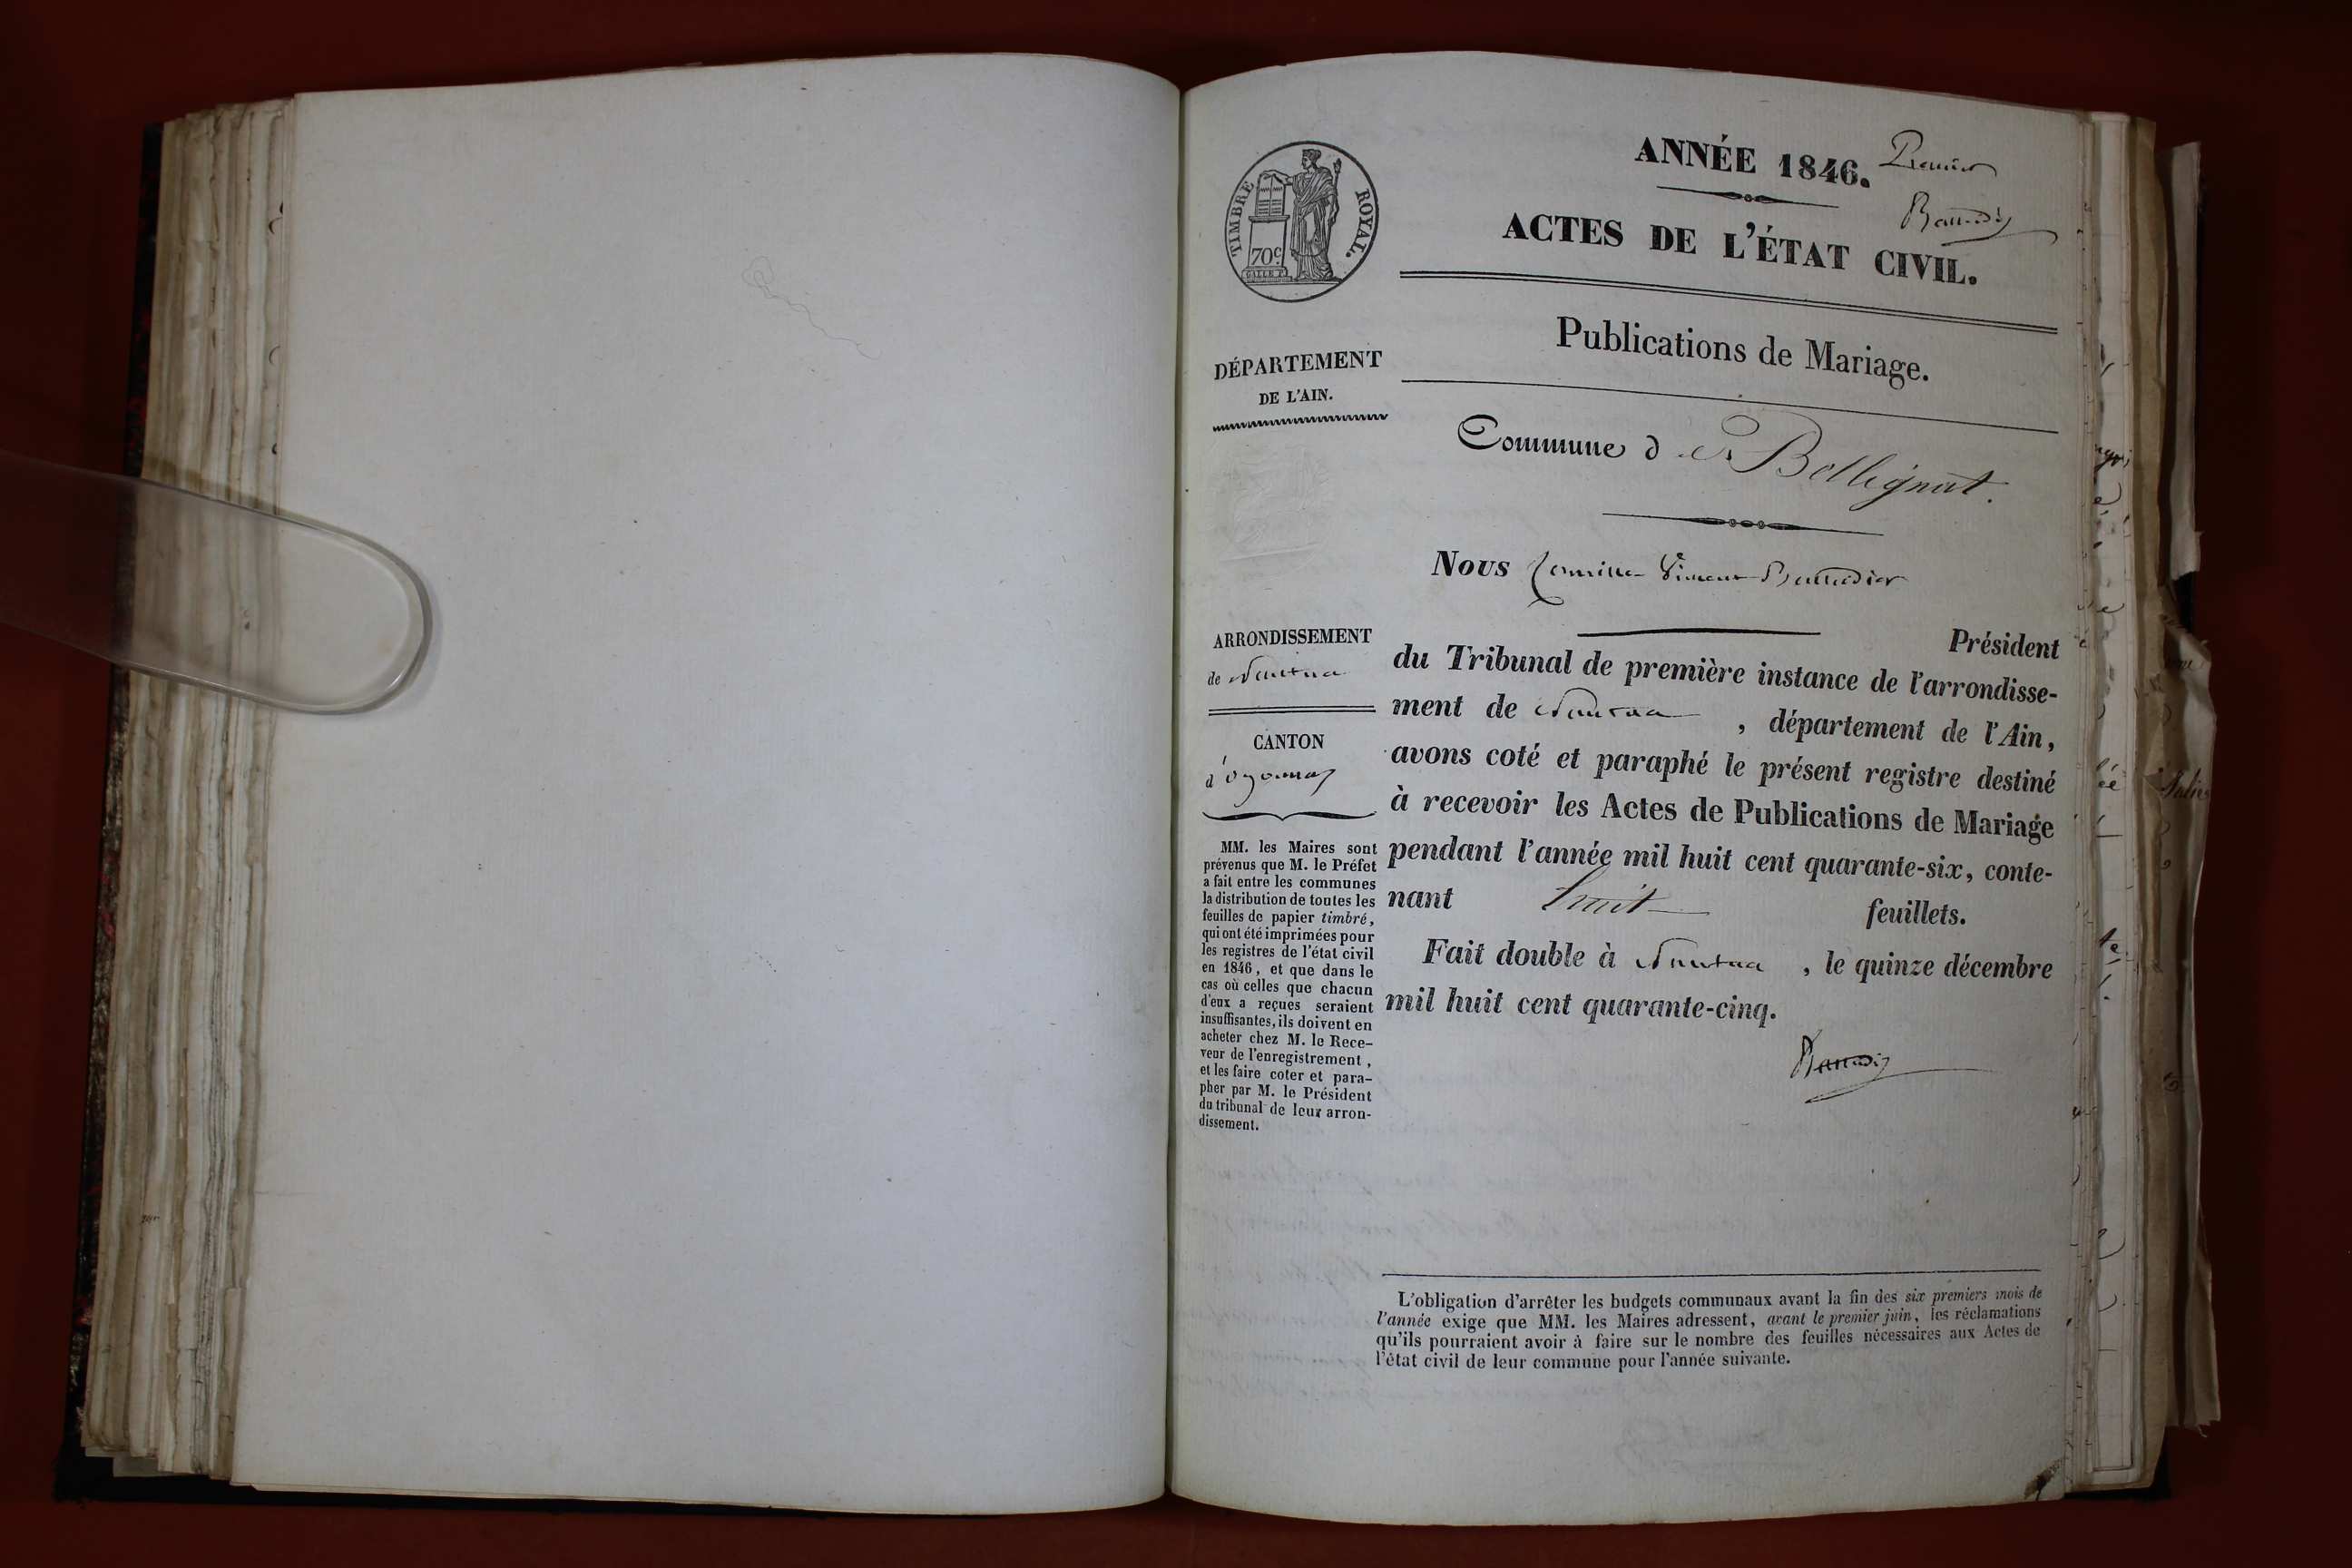 ANNÉE 1846. Premier
ACTES DE L'ÉTAT CIVIL.
TIMBRE ROYAL.
70c
Publications de Mariage.
DÉPARTEMENT
DE L'AIN.
Commune de Bellignat.
Nous Vincent
ARRONDISSEMENT
de Nantua
CANTON
d'oyonnaz
MM. les Maires sont
prévenus que M. le Préfet
a fait entre les communes
la distribution de toutes les
feuilles de papier timbré,
qui ont été imprimées pour
les registres de l'état civil
en 1846, et que dans le
cas où celles que chacun
d'eux a reçues seraient
insuffisantes, ils doivent en
acheter chez M. le Rece-
veur de l'enregistrement,
et les faire coter et para-
pher par M. le Président
du tribunal de leur arron-
dissement.
Président
du Tribunal de première instance de l'arrondisse-
ment de Nantua, département de l'Ain,
avons coté et paraphé le présent registre destiné
à recevoir les Actes de Publications de Mariage
pendant l'année mil huit cent quarante-six, conte-
nant huit feuillets.
Fait double à Nantua, le quinze décembre
mil huit cent quarante-cinq.
L'obligation d'arrêter les budgets communaux avant la fin des six premiers mois de
l'année exige que MM. les Maires adressent, avant le premier juin, les réclamations
qu'ils pourraient avoir à faire sur le nombre des feuilles nécessaires aux Actes de
l'état civil de leur commune pour l'année suivante.